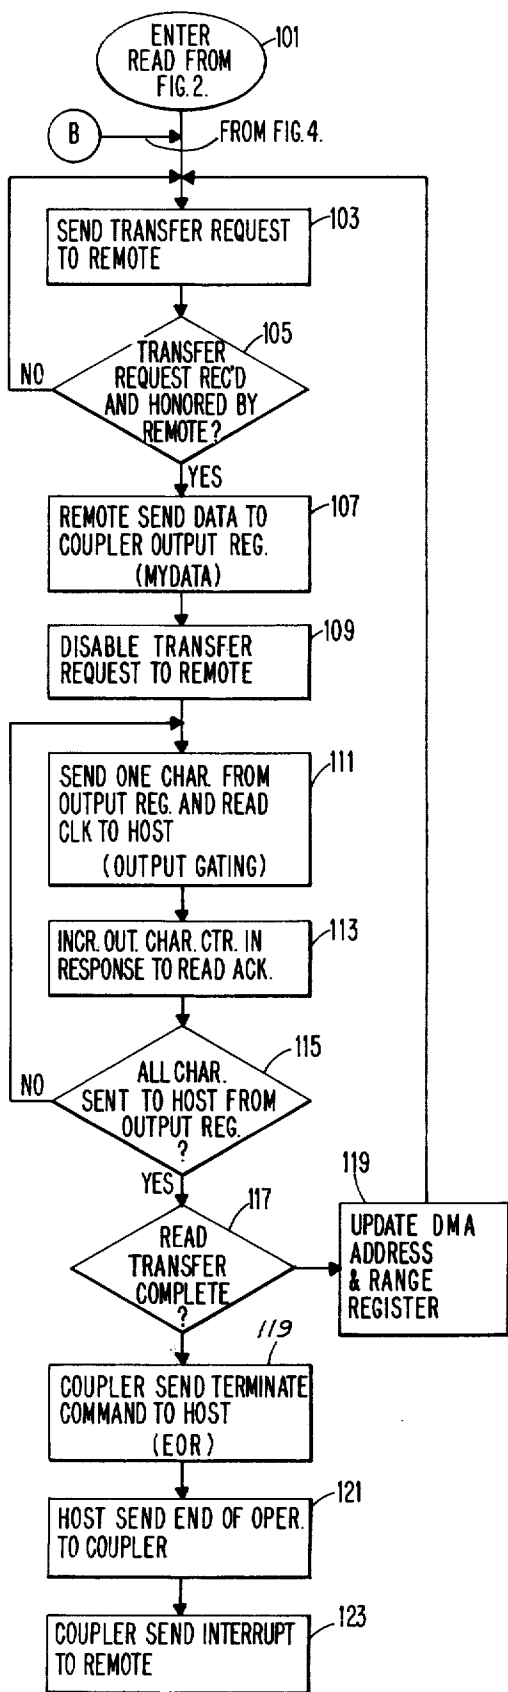 ENTER
READ FROM
FIG.2.
101
B
FROM FIG.4.
SEND TRANSFER REQUEST
TO REMOTE
103
TRANSFER
REQUEST REC'D
AND HONORED BY
REMOTE?
105
NO
YES
REMOTE SEND DATA TO
COUPLER OUTPUT REG.
(MYDATA)
107
DISABLE TRANSFER
REQUEST TO REMOTE
109
SEND ONE CHAR. FROM
OUTPUT REG. AND READ
CLK TO HOST
(OUTPUT GATING)
111
INCR. OUT. CHAR. CTR. IN
RESPONSE TO READ ACK.
113
ALL CHAR.
SENT TO HOST FROM
OUTPUT REG.
?
115
NO
YES
READ
TRANSFER
COMPLETE
?
117
UPDATE DMA
ADDRESS
& RANGE
REGISTER
119
COUPLER SEND TERMINATE
COMMAND TO HOST
(EOR)
119
HOST SEND END OF OPER.
TO COUPLER
121
COUPLER SEND INTERRUPT
TO REMOTE
123